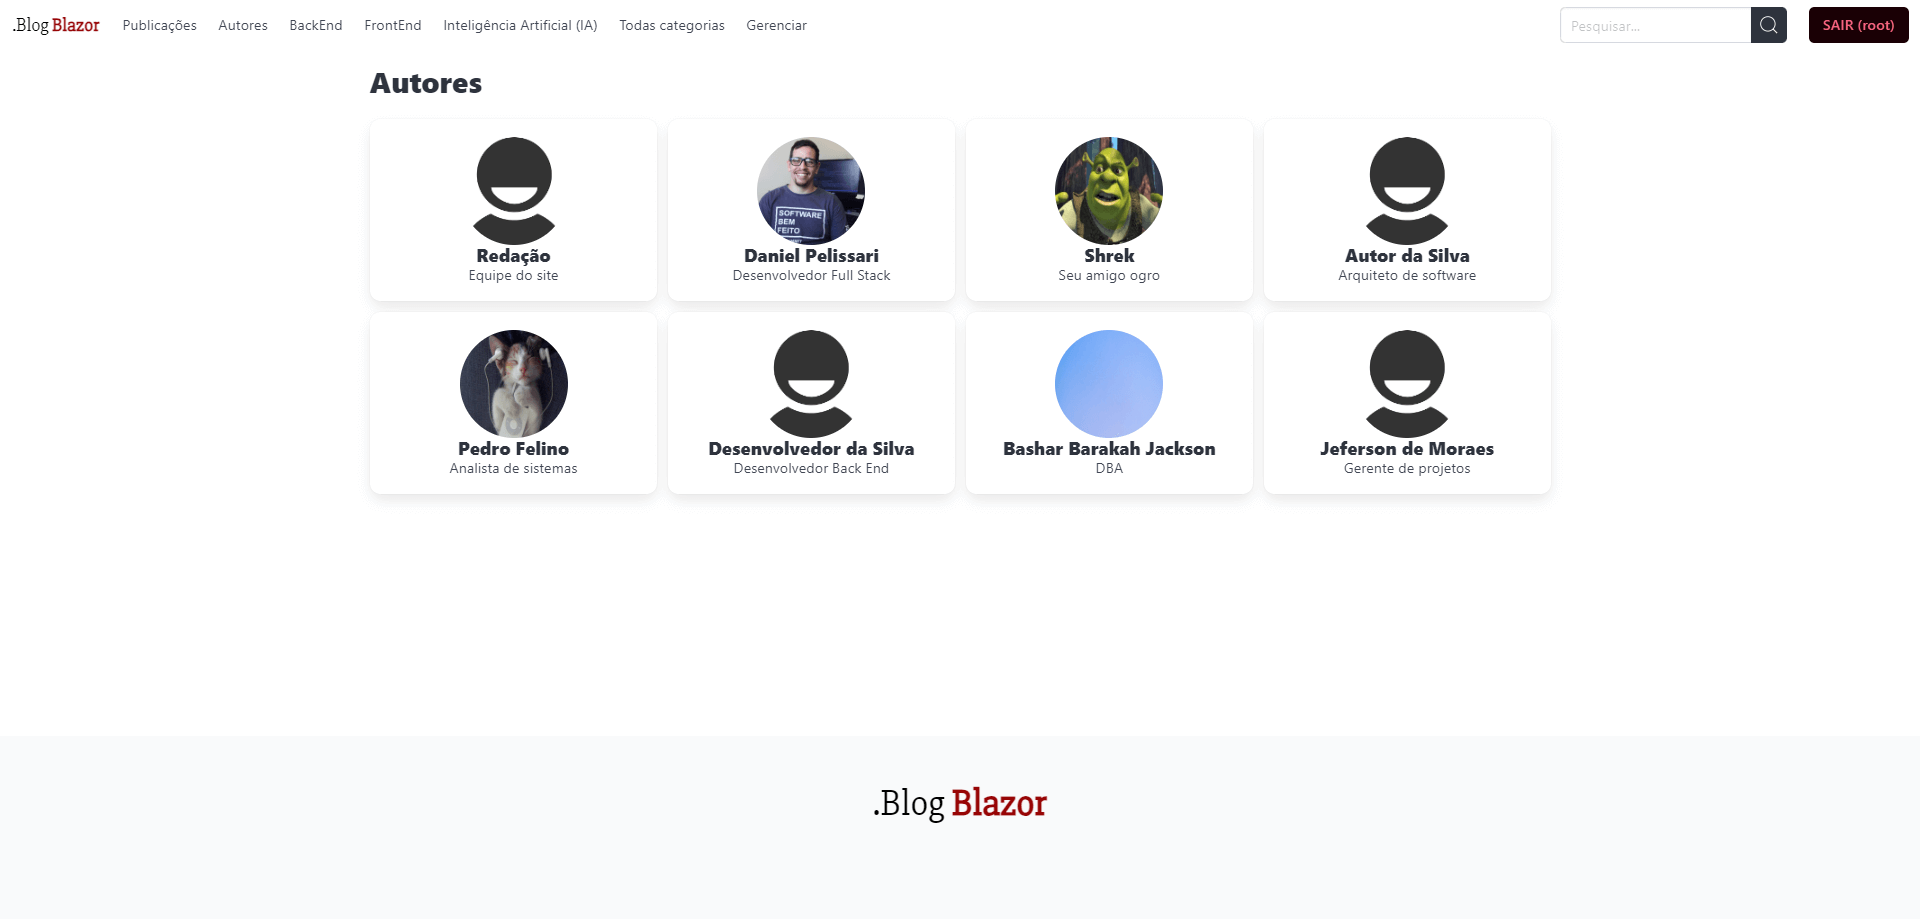 .Blog Blazor
Publicações
Autores
BackEnd
FrontEnd
Inteligência Artificial (IA)
Todas categorias
Gerenciar
Pesquisar...
SAIR (root)
Autores
Redação
Equipe do site
SOFTWARE
BEM
FEITO
Daniel Pelissari
Desenvolvedor Full Stack
Shrek
Seu amigo ogro
Autor da Silva
Arquiteto de software
Pedro Felino
Analista de sistemas
Desenvolvedor da Silva
Desenvolvedor Back End
Bashar Barakah Jackson
DBA
Jeferson de Moraes
Gerente de projetos
.Blog Blazor